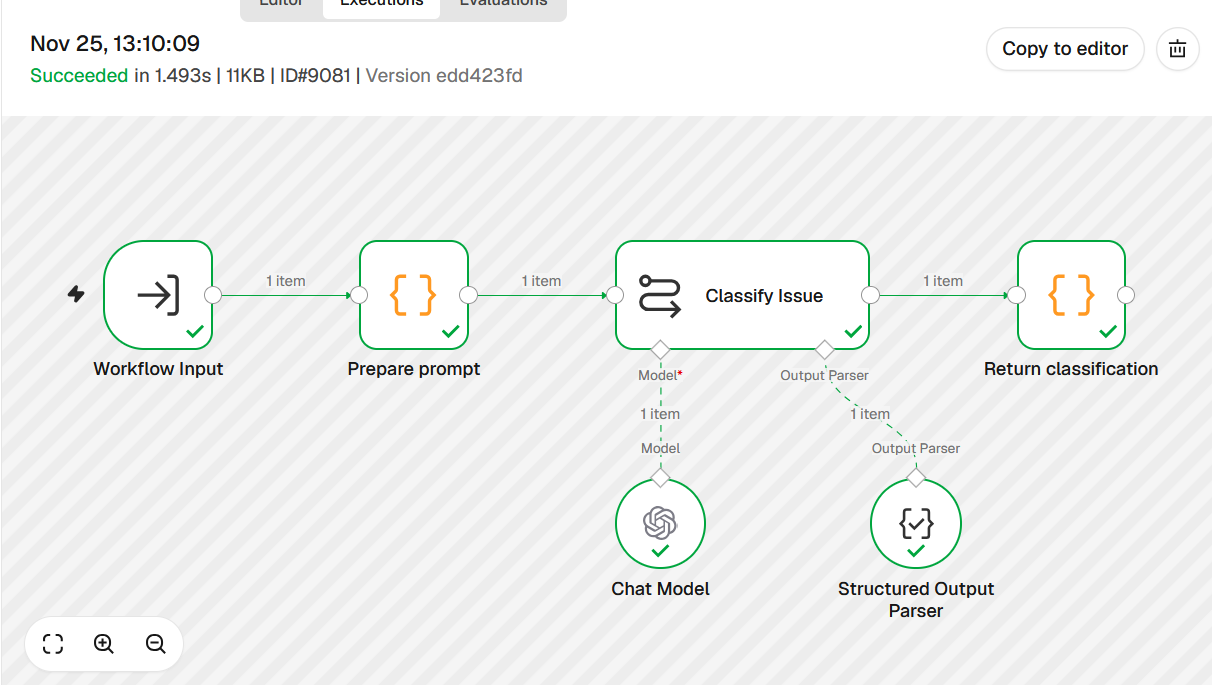 Editor Executions Evaluations
Nov 25, 13:10:09
Copy to editor
Succeeded in 1.493s | 11KB | ID#9081 | Version edd423fd
1 item 1 item 1 item
Classify Issue
Workflow Input Prepare prompt Return classification
Model* Output Parser
1 item 1 item
Model Output Parser
Chat Model Structured Output
Parser